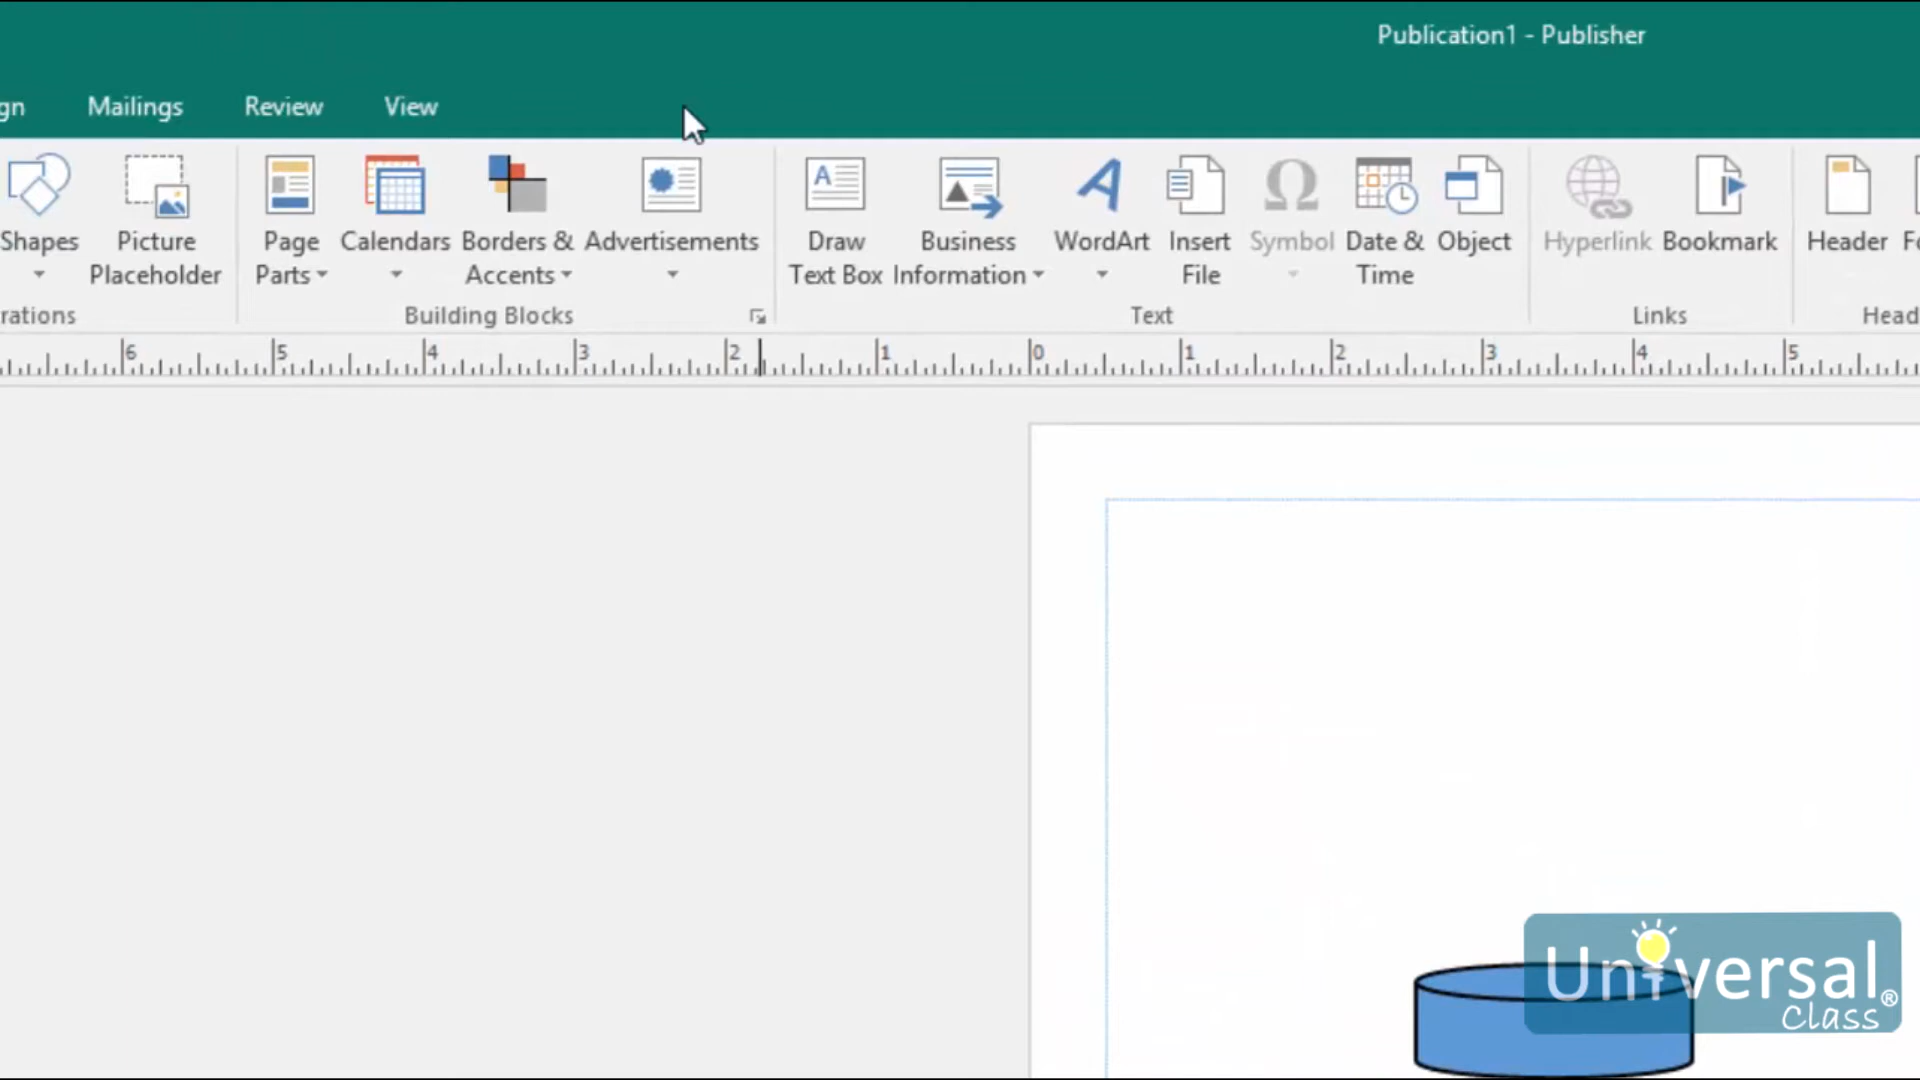 Publication1 - Publisher
gn Mailings Review View
Shapes Picture Placeholder Page Parts Calendars Borders & Accents Advertisements Draw Text Box Business Information WordArt Insert File Symbol Date & Time Object Hyperlink Bookmark Header Fo
rations Building Blocks Text Links Head
6 5 4 3 2 1 0 1 2 3 4 5
Universal®
Class